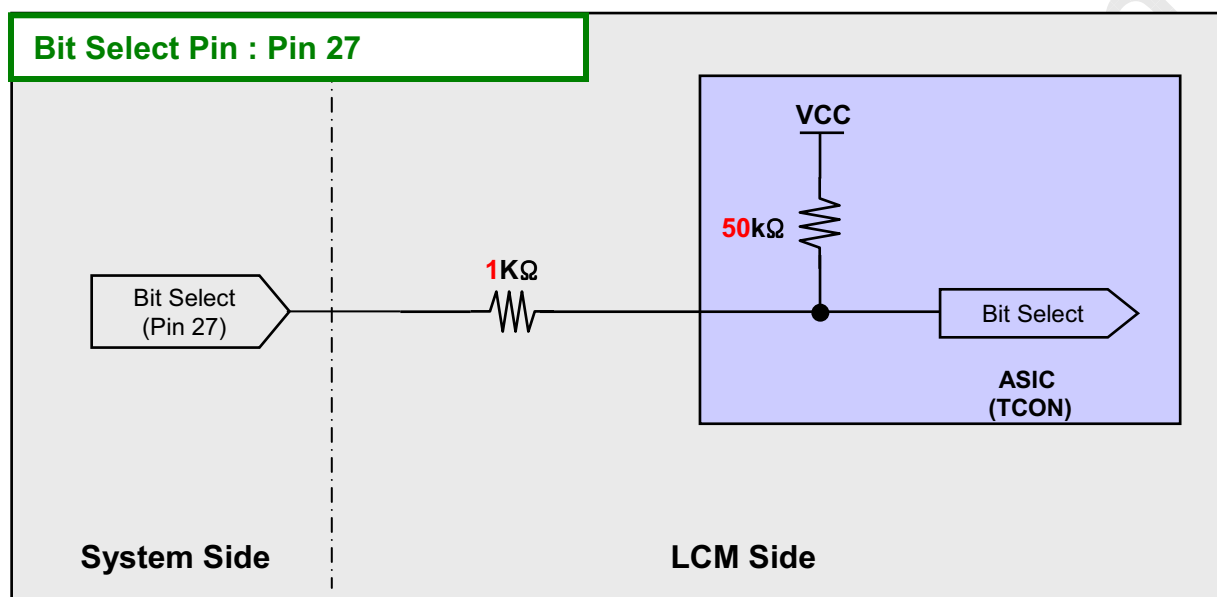 Bit Select Pin : Pin 27
VCC
50kΩ
1KΩ
Bit Select
(Pin 27)
Bit Select
ASIC
(TCON)
System Side
LCM Side